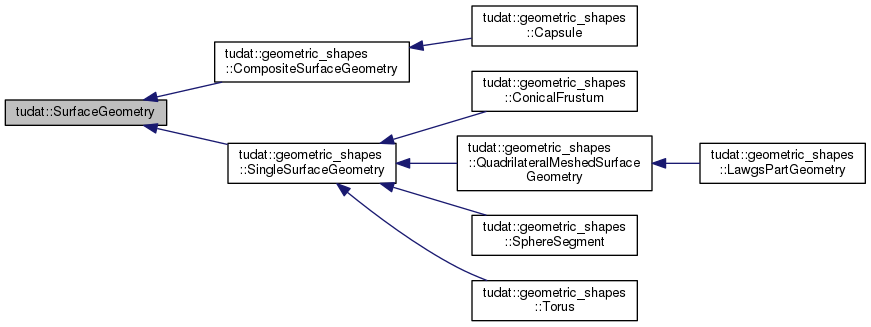 tudat::SurfaceGeometry
tudat::geometric_shapes
::CompositeSurfaceGeometry
tudat::geometric_shapes
::SingleSurfaceGeometry
tudat::geometric_shapes
::Capsule
tudat::geometric_shapes
::ConicalFrustum
tudat::geometric_shapes
::QuadrilateralMeshedSurface
Geometry
tudat::geometric_shapes
::SphereSegment
tudat::geometric_shapes
::Torus
tudat::geometric_shapes
::LawgsPartGeometry